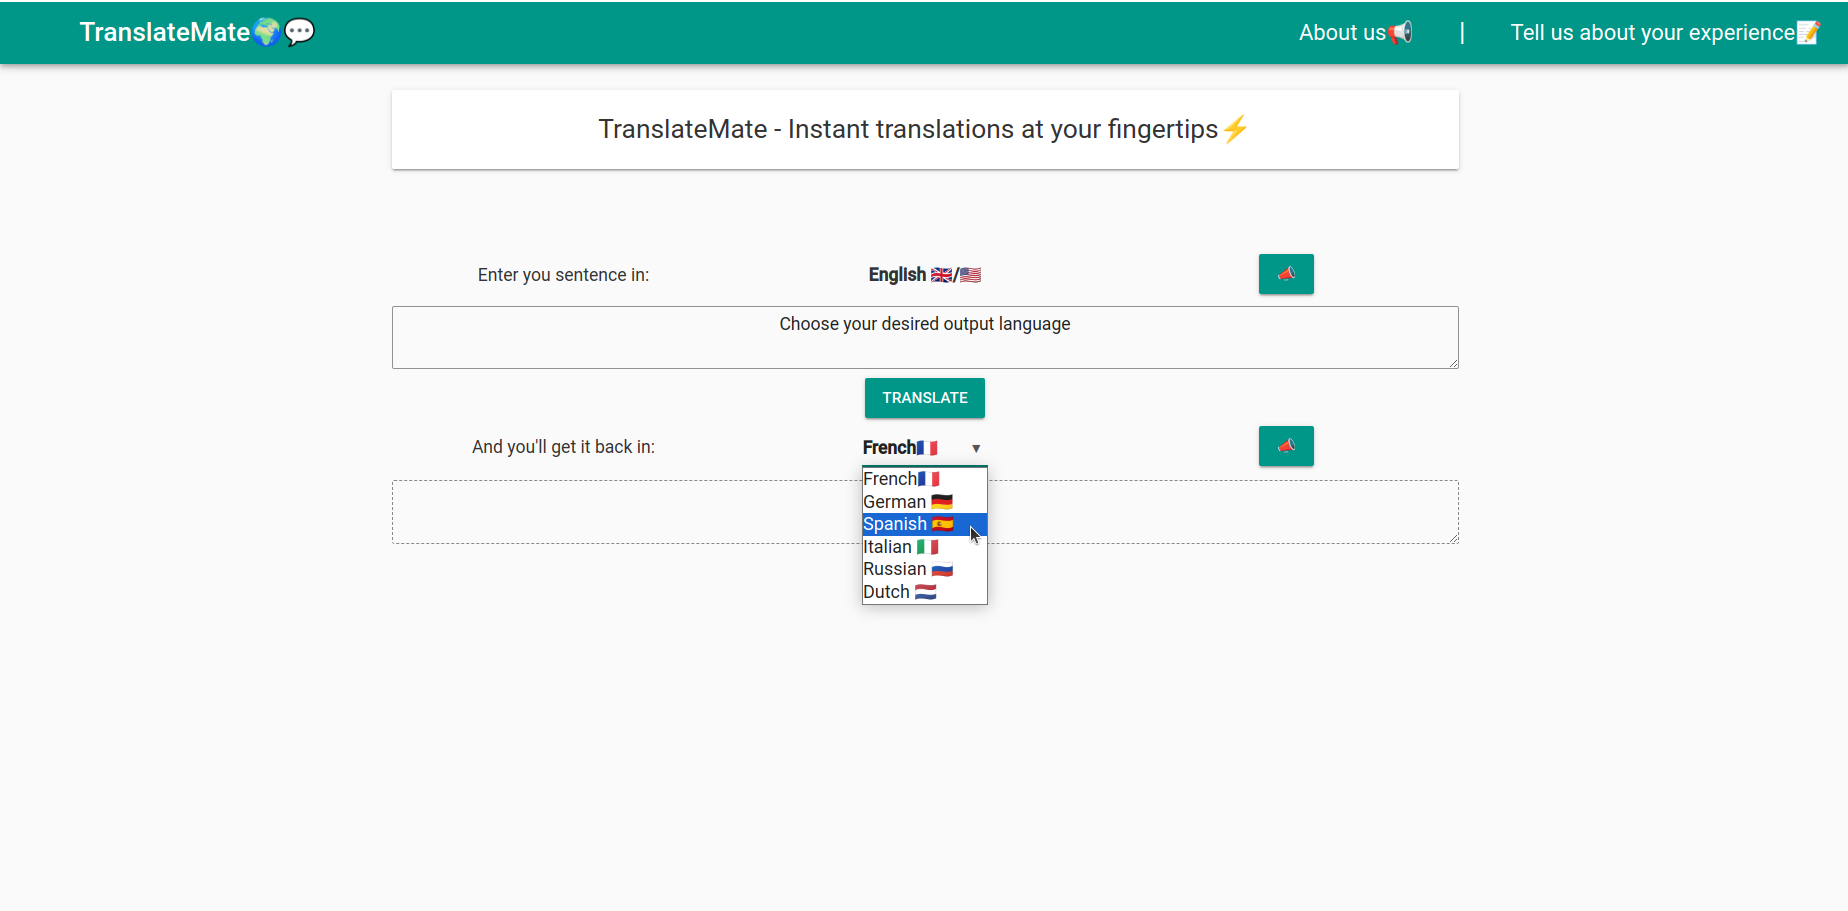 TranslateMate🌍💬
About us📢 | Tell us about your experience📝
TranslateMate - Instant translations at your fingertips⚡
Enter you sentence in: English 🇬🇧/🇺🇸 📣
Choose your desired output language
TRANSLATE
And you'll get it back in: French🇫🇷 ▼ 📣
French🇫🇷
German 🇩🇪
Spanish 🇪🇸
Italian 🇮🇹
Russian 🇷🇺
Dutch 🇳🇱